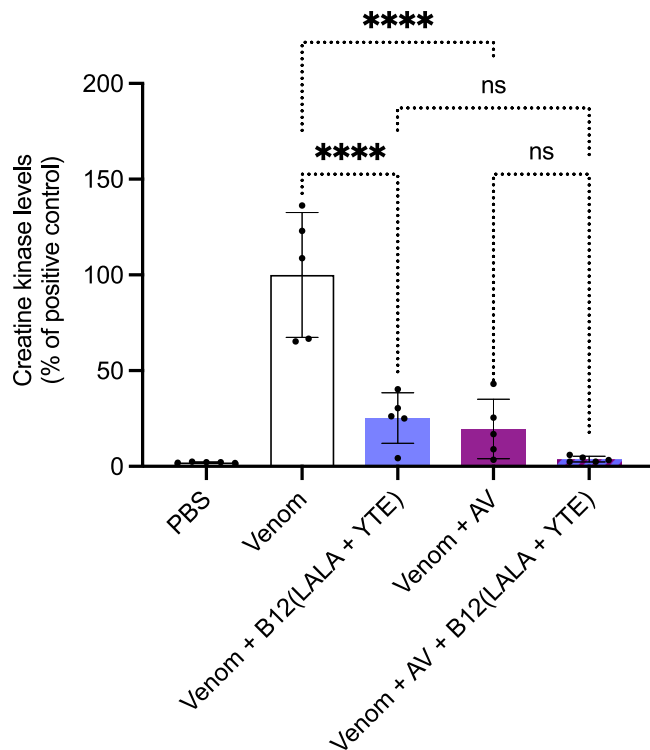 ****
ns
****
ns
Creatine kinase levels
(% of positive control)
200
150
100
50
0
PBS
Venom
Venom + B12(LALA + YTE)
Venom + AV
Venom + AV + B12(LALA + YTE)